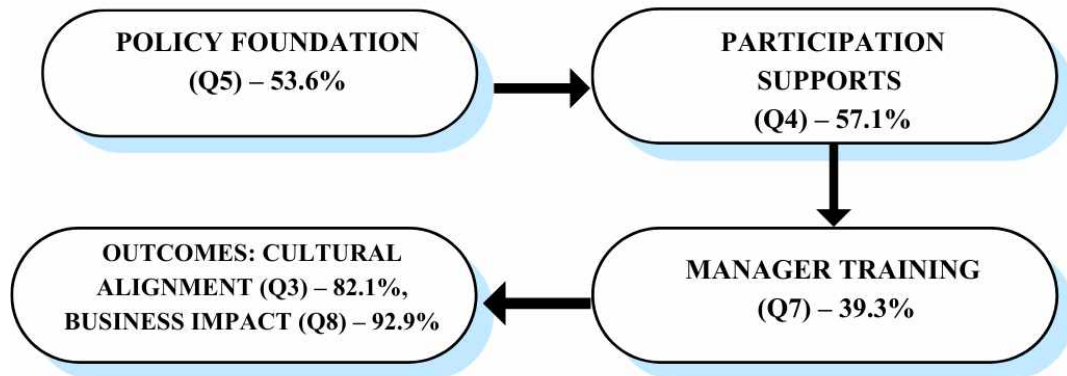 POLICY FOUNDATION
(Q5) – 53.6%
PARTICIPATION
SUPPORTS
(Q4) – 57.1%
MANAGER TRAINING
(Q7) – 39.3%
OUTCOMES: CULTURAL
ALIGNMENT (Q3) – 82.1%,
BUSINESS IMPACT (Q8) – 92.9%